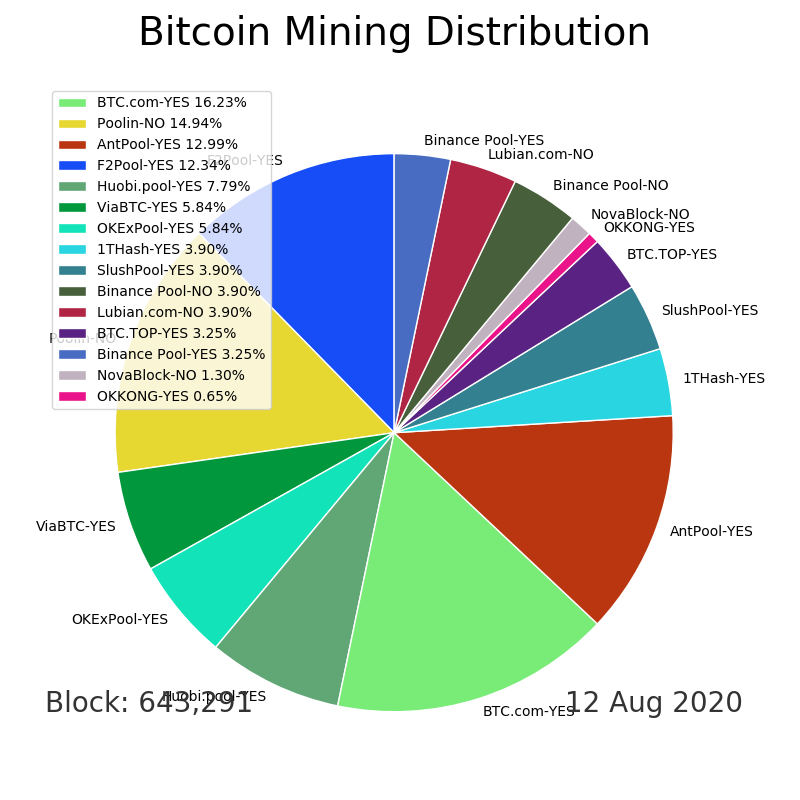 Bitcoin Mining Distribution
BTC.com-YES 16.23%
Poolin-NO 14.94%
AntPool-YES 12.99%
F2Pool-YES 12.34%
Huobi.pool-YES 7.79%
ViaBTC-YES 5.84%
OKExPool-YES 5.84%
1THash-YES 3.90%
SlushPool-YES 3.90%
Binance Pool-NO 3.90%
Lubian.com-NO 3.90%
BTC.TOP-YES 3.25%
Binance Pool-YES 3.25%
NovaBlock-NO 1.30%
OKKONG-YES 0.65%
Binance Pool-YES
Lubian.com-NO
F2Pool-YES
Binance Pool-NO
NovaBlock-NO
OKKONG-YES
BTC.TOP-YES
SlushPool-YES
Poolin-NO
1THash-YES
ViaBTC-YES
AntPool-YES
OKExPool-YES
Huobi.pool-YES
Block: 643,291
BTC.com-YES
12 Aug 2020